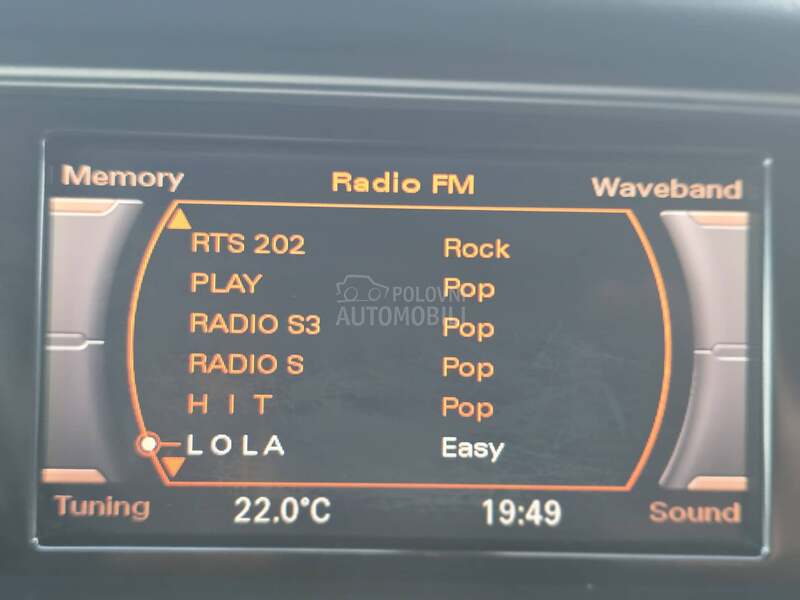 Memory Radio FM Waveband
RTS 202 Rock
PLAY Pop
POLOVNI
AUTOMOBILI
RADIO S3 Pop
RADIO S Pop
H I T Pop
LOLA Easy
Tuning 22.0°C 19:49 Sound